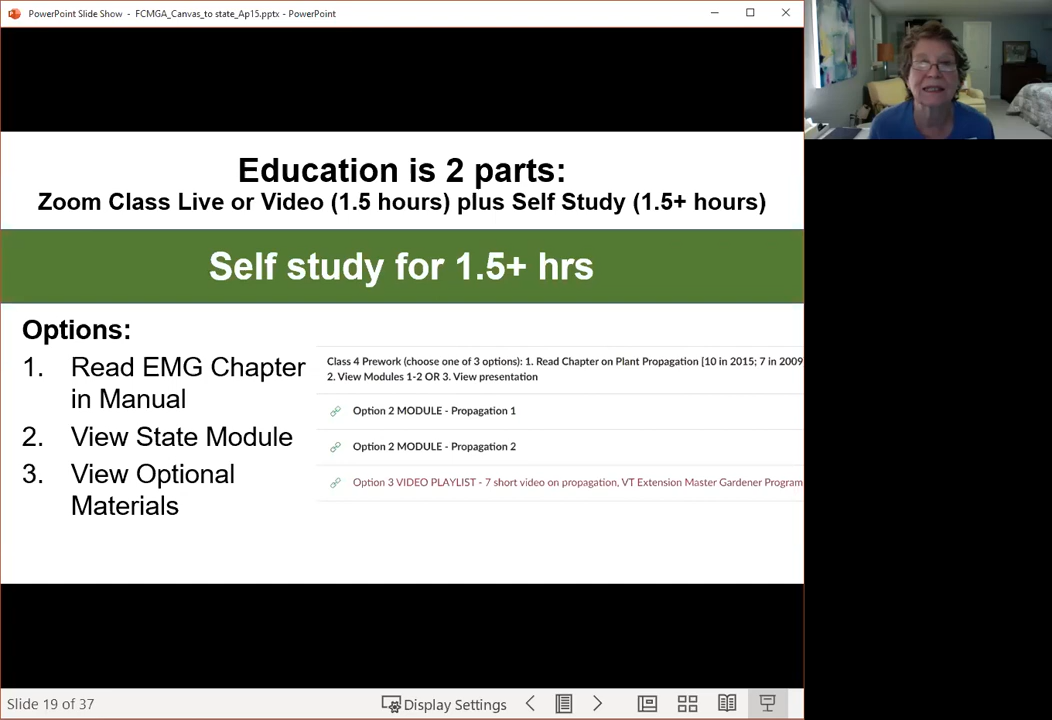 PowerPoint Slide Show - FCMGA_Canvas_to state_Ap15.pptx - PowerPoint
Education is 2 parts:
Zoom Class Live or Video (1.5 hours) plus Self Study (1.5+ hours)
Self study for 1.5+ hrs
Options:
1. Read EMG Chapter
in Manual
2. View State Module
3. View Optional
Materials
Class 4 Prework (choose one of 3 options): 1. Read Chapter on Plant Propagation [10 in 2015; 7 in 2009
2. View Modules 1-2 OR 3. View presentation
Option 2 MODULE - Propagation 1
Option 2 MODULE - Propagation 2
Option 3 VIDEO PLAYLIST - 7 short video on propagation, VT Extension Master Gardener Program
Slide 19 of 37
Display Settings